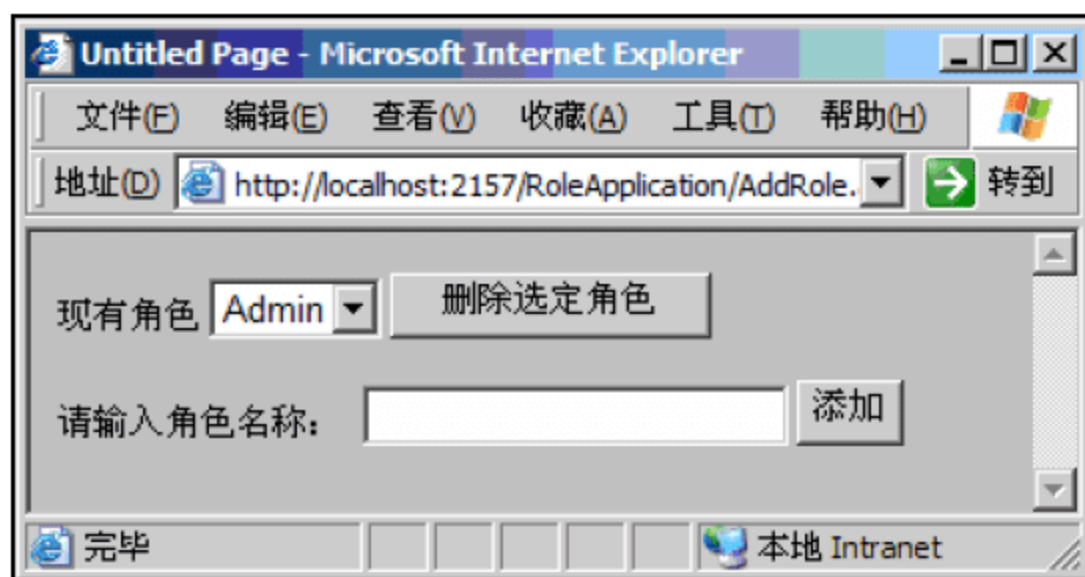 Untitled Page - Microsoft Internet Explorer
文件(F) 编辑(E) 查看(V) 收藏(A) 工具(T) 帮助(H)
地址(D) http://localhost:2157/RoleApplication/AddRole. 转到
现有角色 Admin 删除选定角色
请输入角色名称： 添加
完毕 本地 Intranet